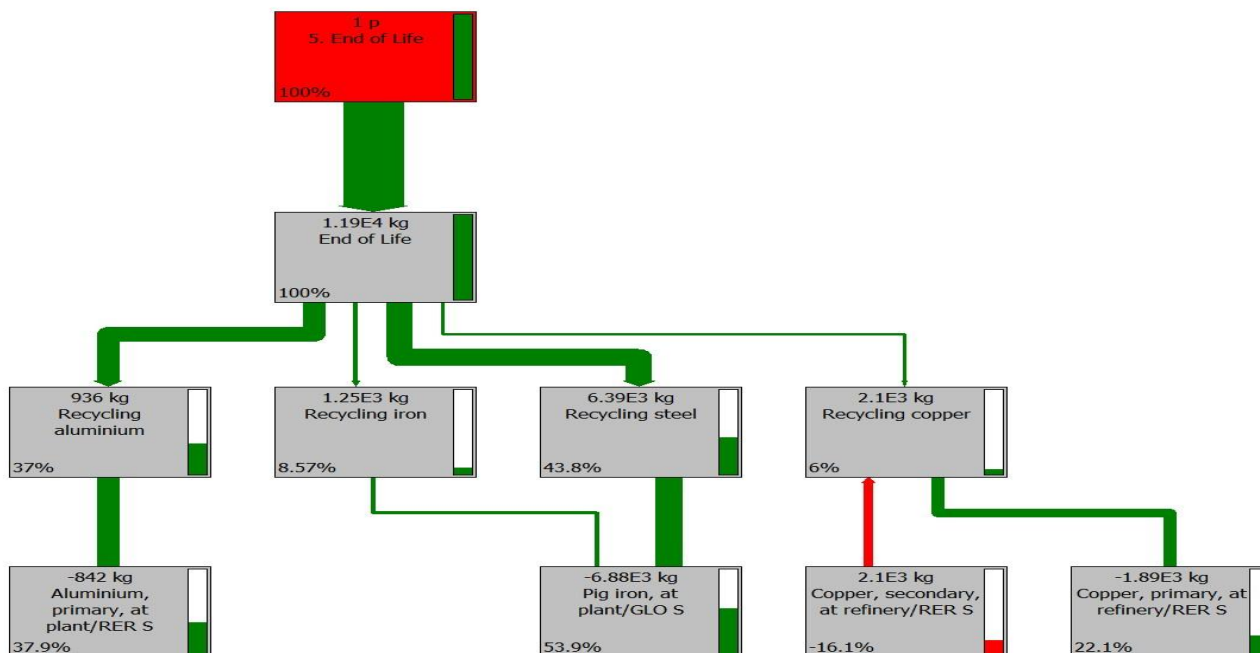 1 p
5. End of Life
100%
1.19E4 kg
End of Life
100%
936 kg
Recycling
aluminium
37%
1.25E3 kg
Recycling iron
8.57%
6.39E3 kg
Recycling steel
43.8%
2.1E3 kg
Recycling copper
6%
-842 kg
Aluminium,
primary, at
plant/RER S
37.9%
-6.88E3 kg
Pig iron, at
plant/GLO S
53.9%
2.1E3 kg
Copper, secondary,
at refinery/RER S
-16.1%
-1.89E3 kg
Copper, primary, at
refinery/RER S
22.1%